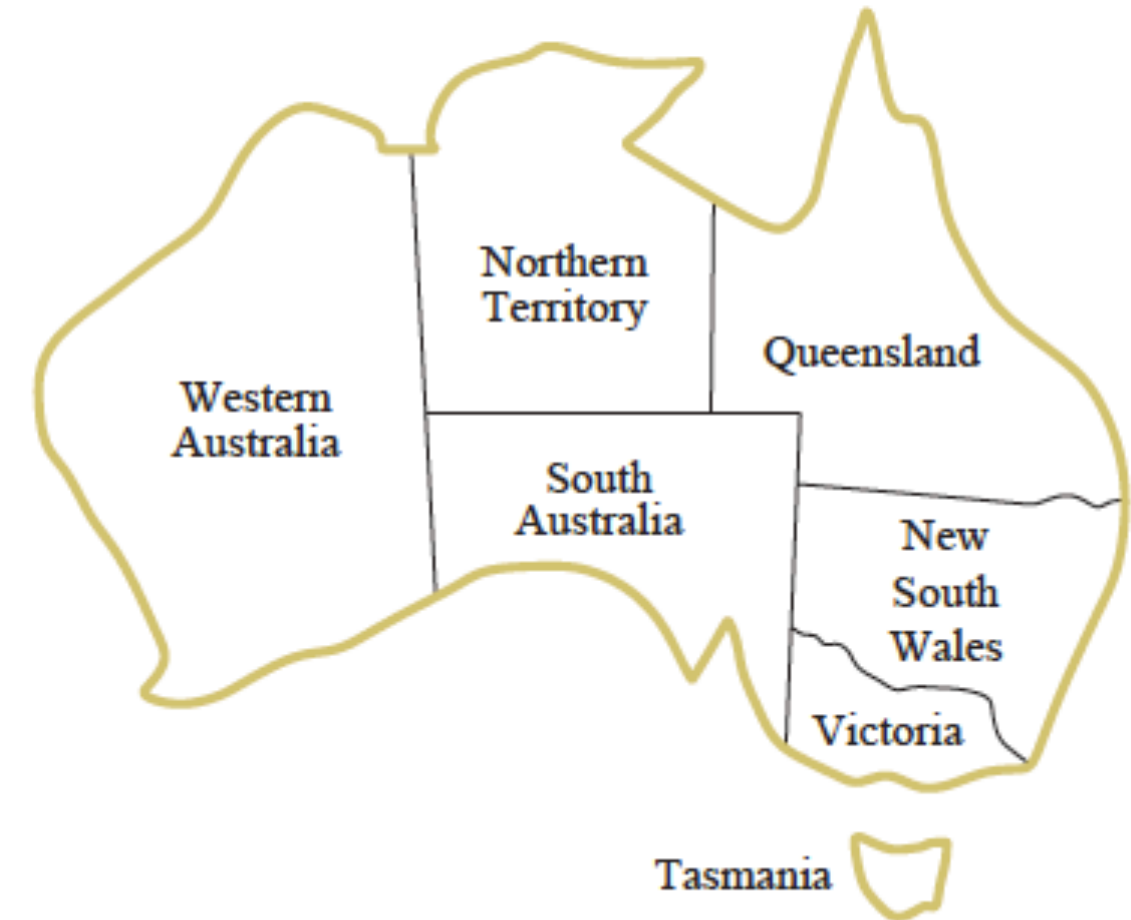 Northern
Territory
Queensland
Western
Australia
South
Australia
New
South
Wales
Victoria
Tasmania